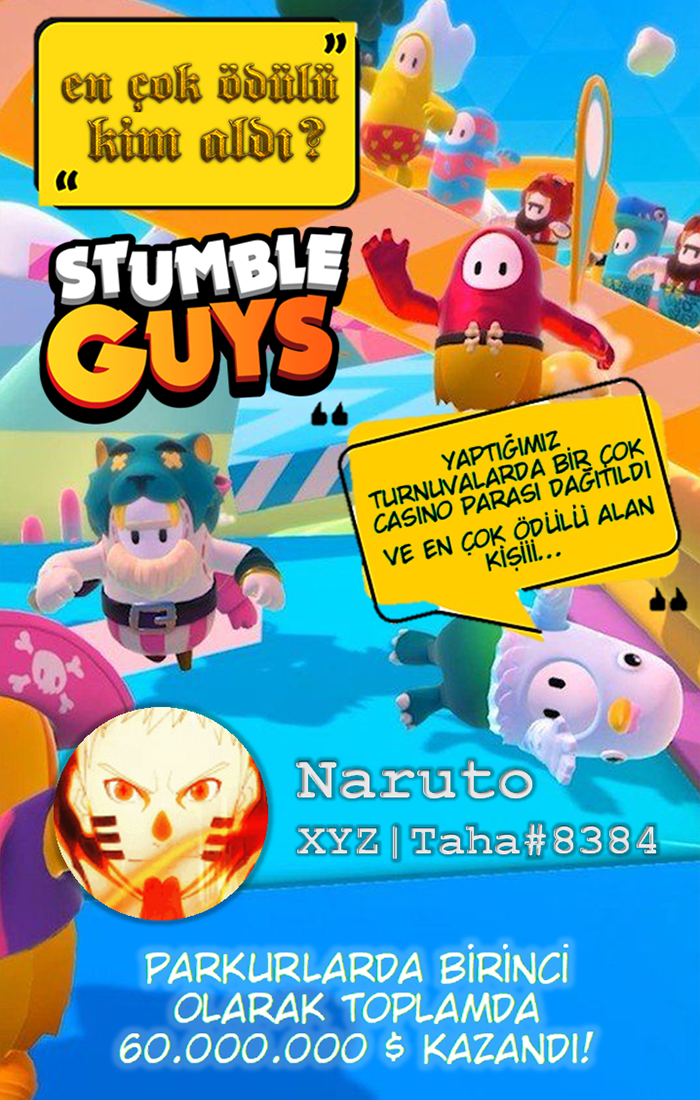 en çok ödülü
kim aldı?
STUMBLE
GUYS
YAPTIĞIMIZ
TURNUVALARDA BİR ÇOK
CASINO PARASI DAĞITILDI
VE EN ÇOK ÖDÜLÜ ALAN
KİŞİİİ...
Naruto
XYZ|Taha#8384
PARKURLARDA BİRİNCİ
OLARAK TOPLAMDA
60.000.000 $ KAZANDI!